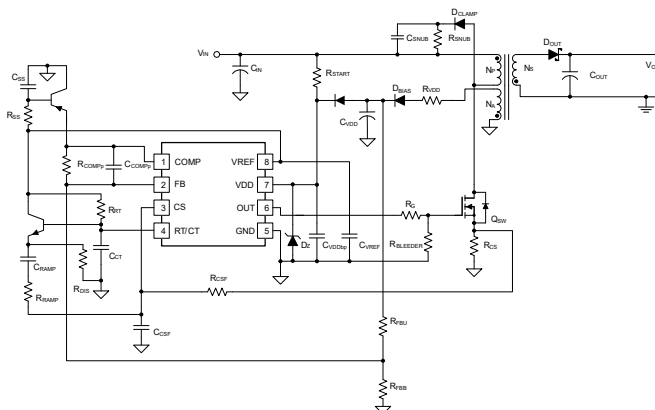 DCLAMP
CSNUB
RSNUB
VIN
CIN
RSTART
NP
NS
NA
DOUT
COUT
DBIAS
RVDD
CVDD
CSS
RSS
RCOMPp
CCOMPp
1 COMP
2 FB
3 CS
4 RT/CT
VREF 8
VDD 7
OUT 6
GND 5
RRT
CCT
RDIS
CRAMP
RRAMP
RCSF
CCSF
DZ
CVDDbp
CVREF
RG
RBLEEDER
QSW
RCS
RFBU
RFBB